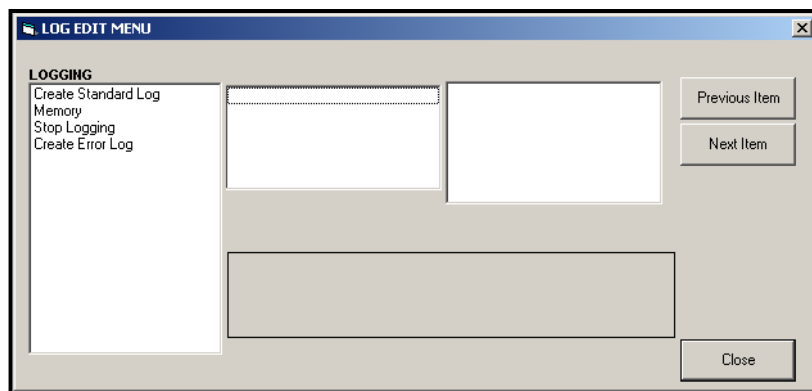 LOG EDIT MENU
LOGGING
Create Standard Log
Memory
Stop Logging
Create Error Log
Previous Item
Next Item
Close